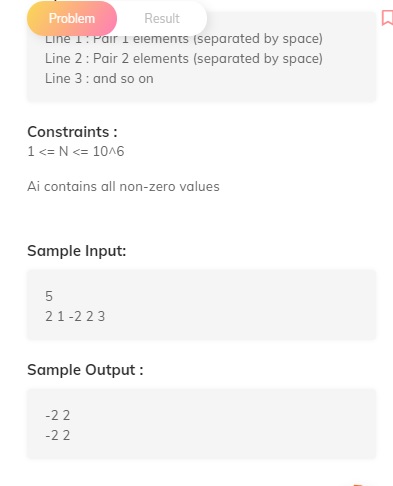 Problem Result
Line 1 : Pair 1 elements (separated by space)
Line 2 : Pair 2 elements (separated by space)
Line 3 : and so on
Constraints :
1 <= N <= 10^6
Ai contains all non-zero values
Sample Input:
5
2 1 -2 2 3
Sample Output :
-2 2
-2 2